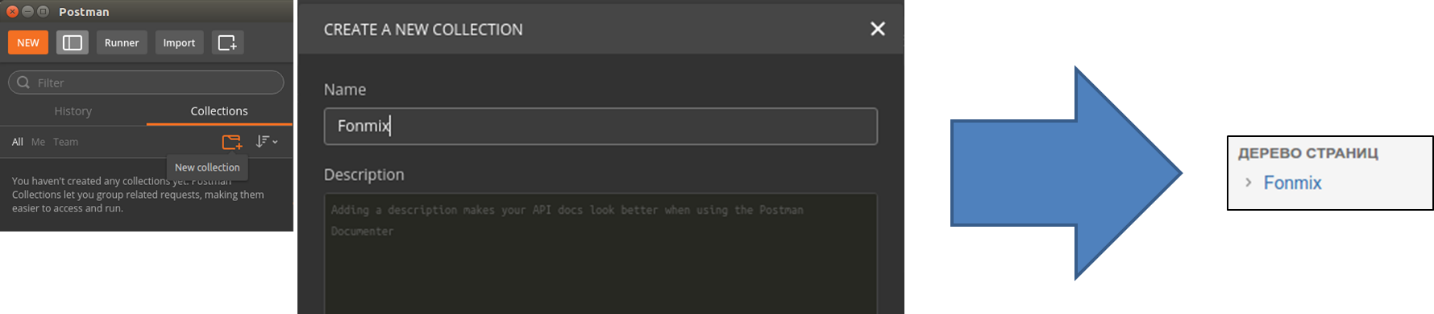 Postman
NEW
Runner
Import
Filter
History
Collections
All Me Team
New collection
You haven't created any collections yet. Postman
Collections let you group related requests, making them
easier to access and run.
CREATE A NEW COLLECTION
Name
Fonmix
Description
Adding a description makes your API docs look better when using the Postman
Documenter
ДЕРЕВО СТРАНИЦ
Fonmix